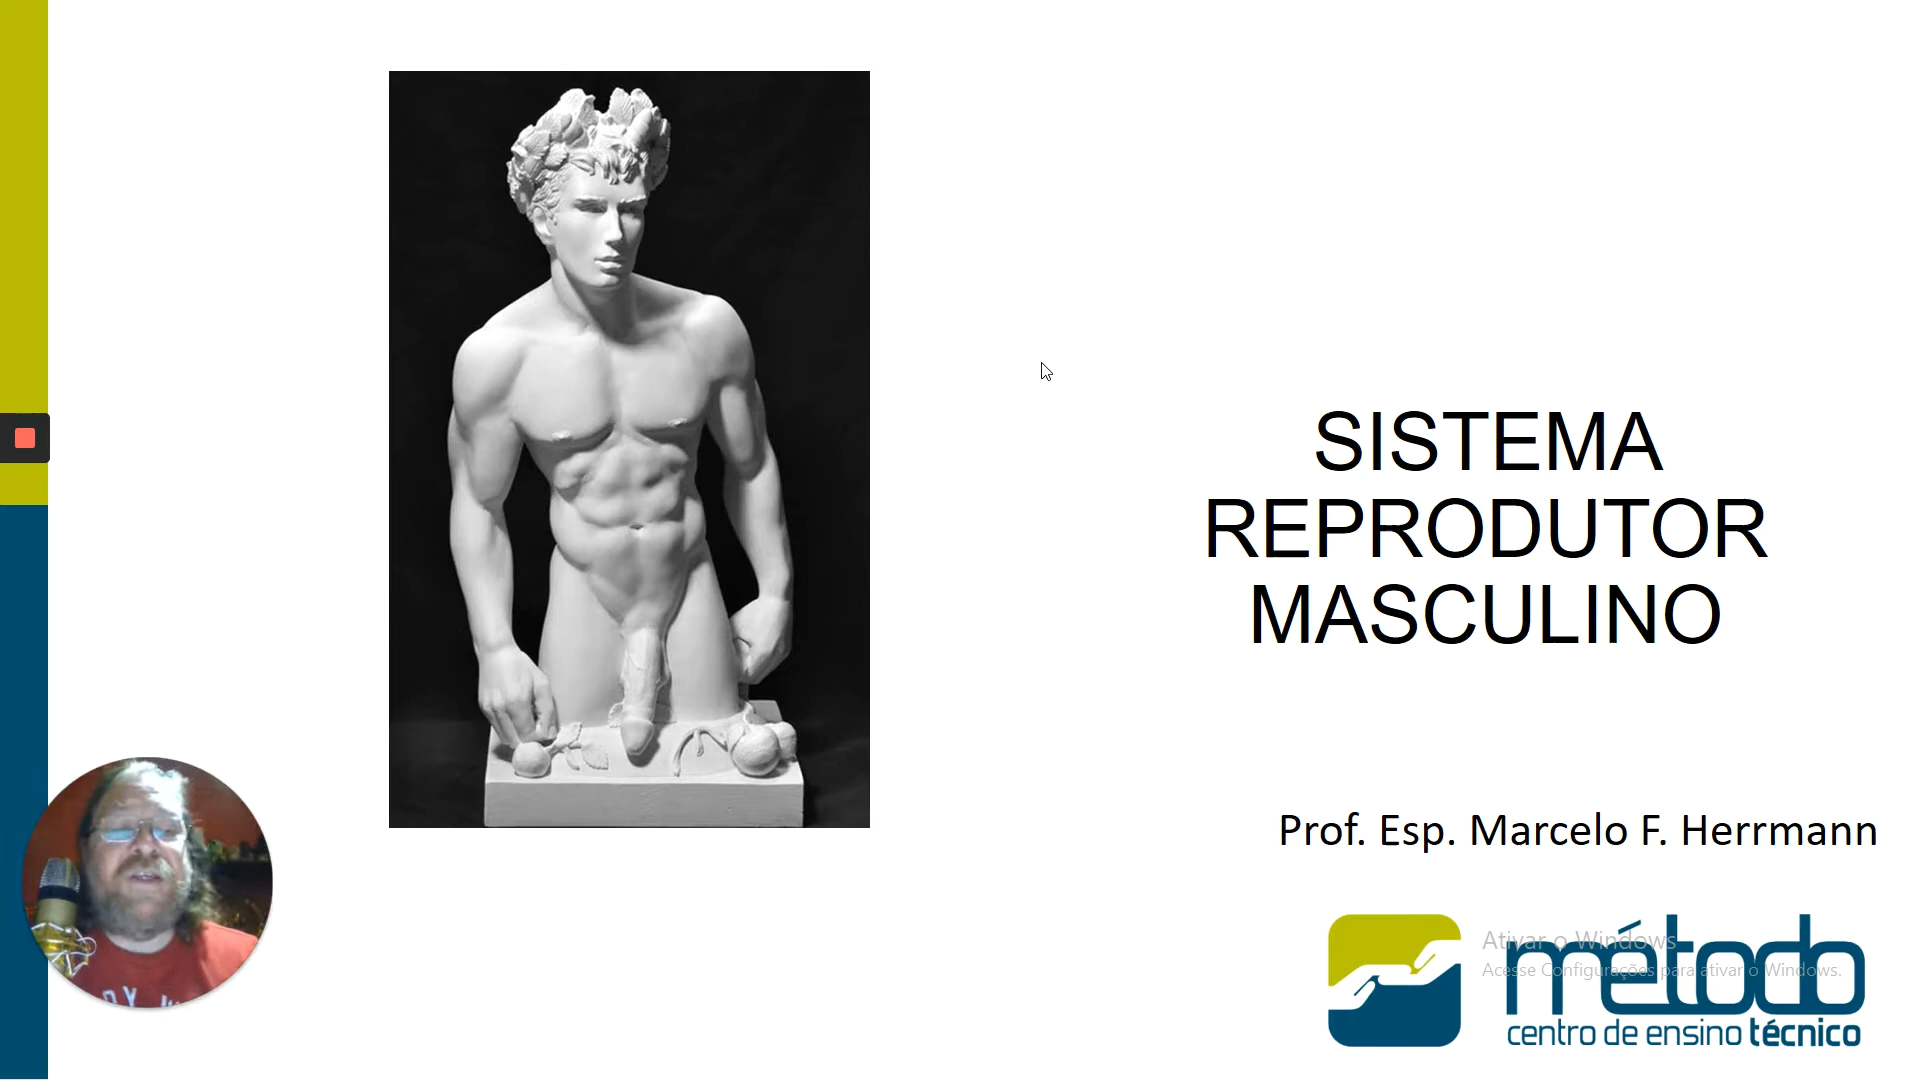 SISTEMA
REPRODUTOR
MASCULINO
Prof. Esp. Marcelo F. Herrmann
Ativar o Windows
Acesse Configurações para ativar o Windows.
método
centro de ensino técnico